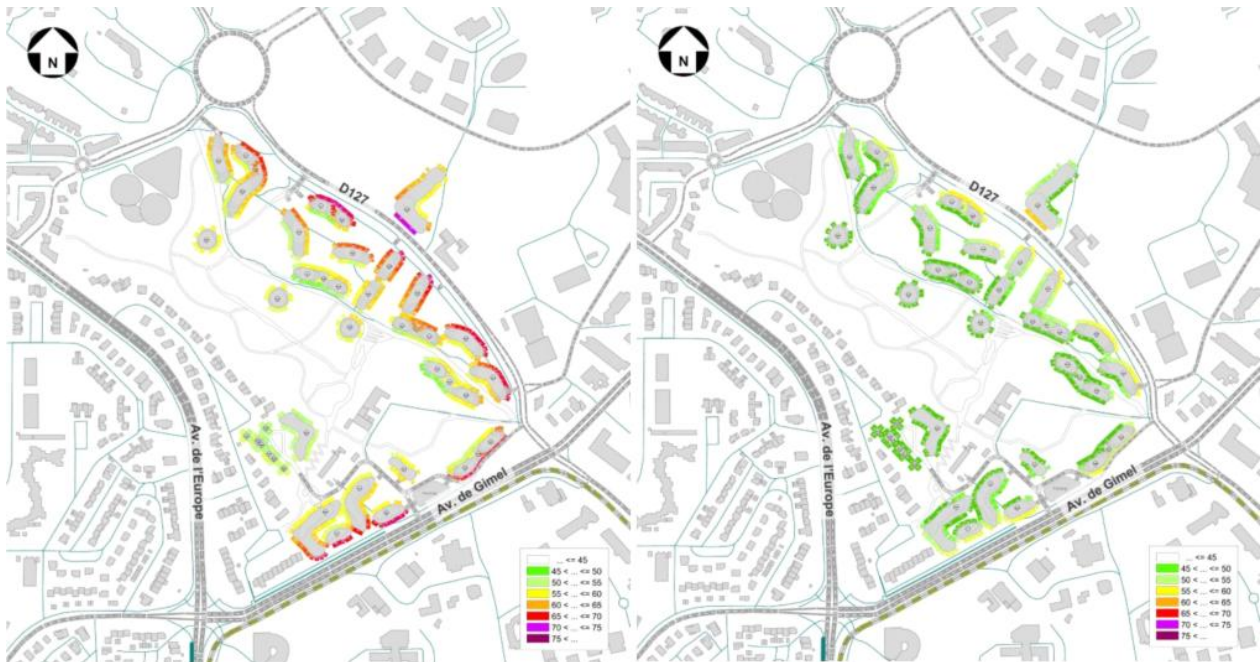 N
D127
Av. de l'Europe
Av. de Gimel
... <= 45
45 < ... <= 50
50 < ... <= 55
55 < ... <= 60
60 < ... <= 65
65 < ... <= 70
70 < ... <= 75
75 < ...
N
D127
Av. de l'Europe
Av. de Gimel
... <= 45
45 < ... <= 50
50 < ... <= 55
55 < ... <= 60
60 < ... <= 65
65 < ... <= 70
70 < ... <= 75
75 < ...